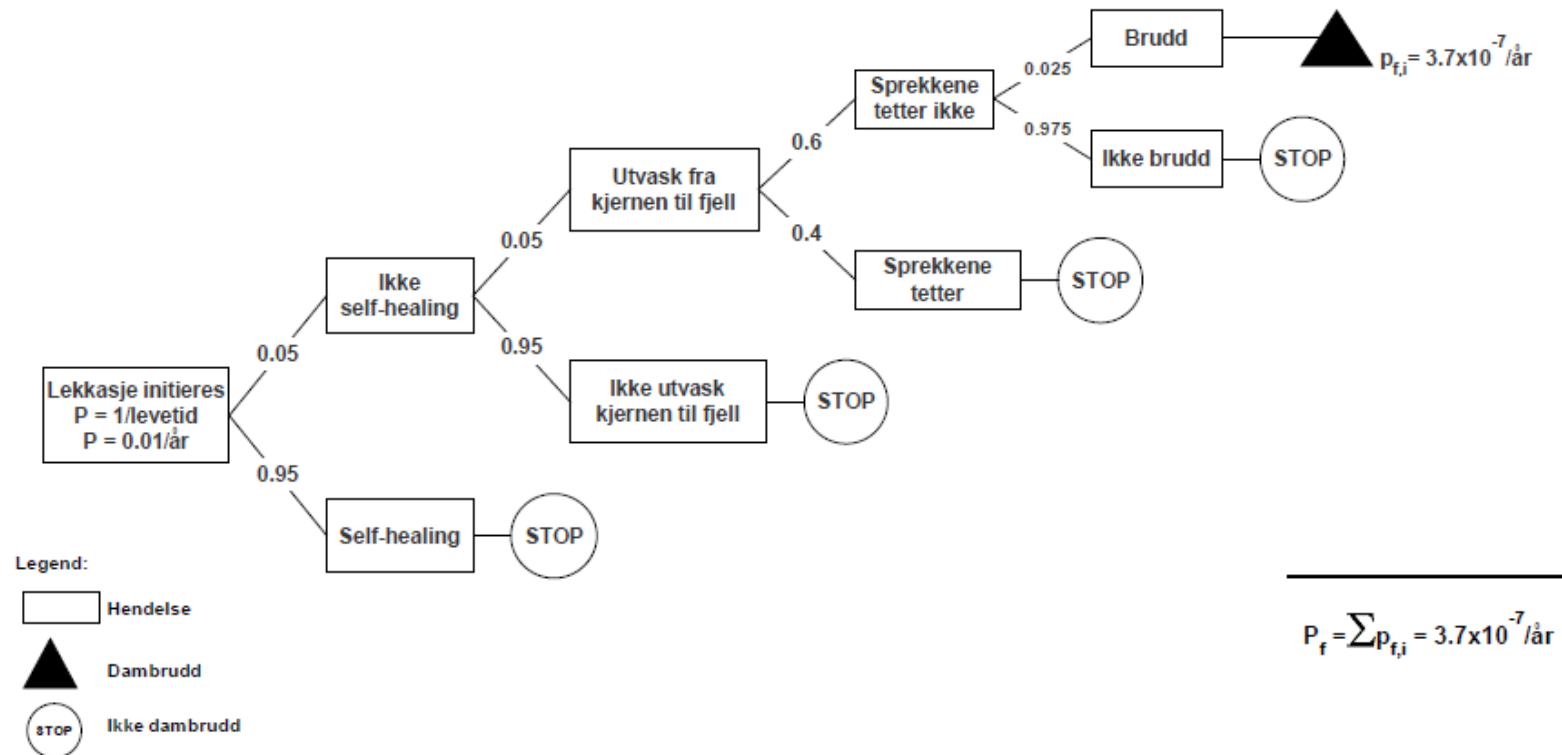 Brudd
p_f,i = 3.7x10^-7/år
0.025
Sprekkene
tetter ikke
0.975
0.6
Ikke brudd
STOP
Utvask fra
kjernen til fjell
0.4
0.05
Sprekkene
tetter
STOP
Ikke
self-healing
0.95
0.05
Ikke utvask
kjernen til fjell
STOP
Lekkasje initieres
P = 1/levetid
P = 0.01/år
0.95
Self-healing
STOP
Legend:
Hendelse
Dambrudd
STOP
Ikke dambrudd
P_f = ∑p_f,i = 3.7x10^-7/år